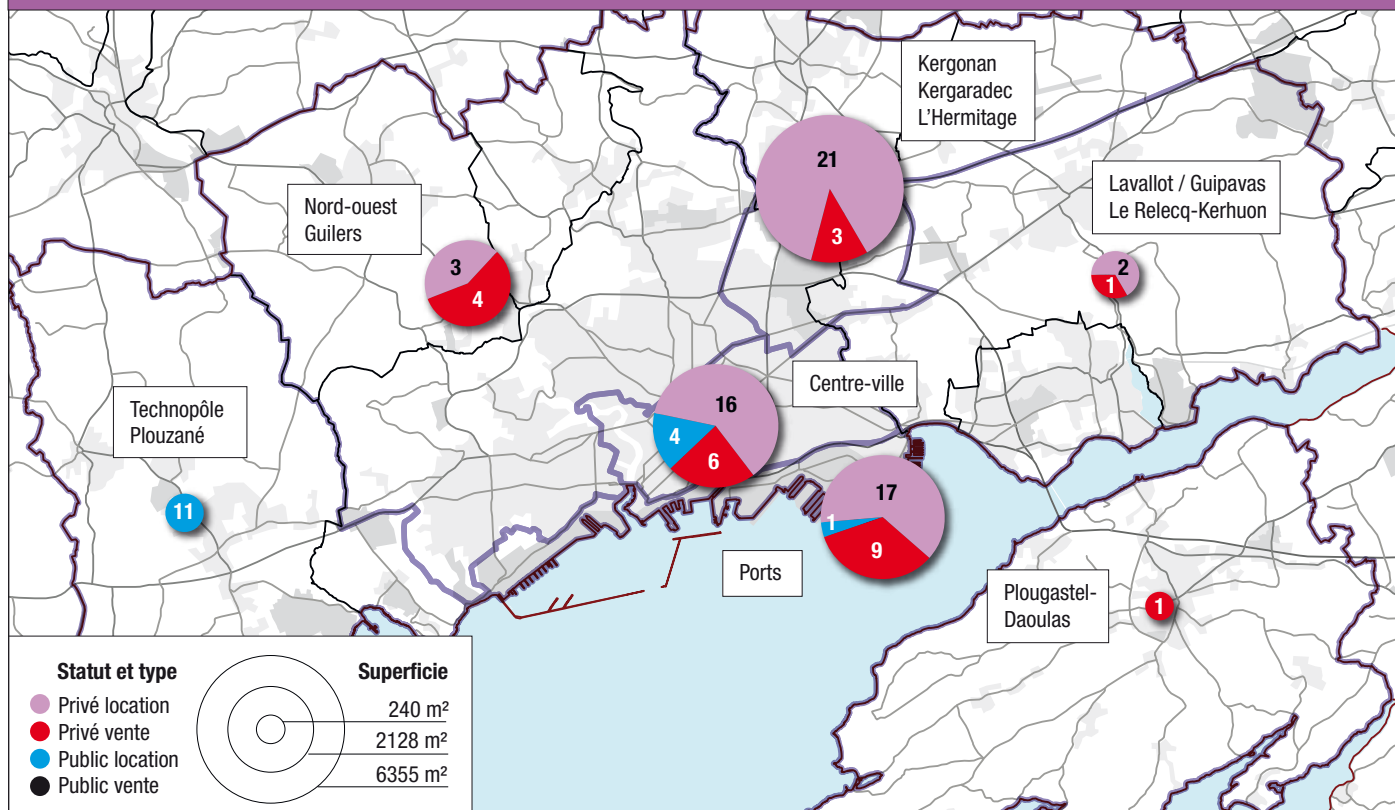 Kergonan
Kergaradec
L'Hermitage
21
3
Lavallot / Guipavas
Le Relecq-Kerhuon
2
1
Nord-ouest
Guilers
3
4
Centre-ville
16
4
6
Technopôle
Plouzané
11
17
1
9
Ports
Plougastel-
Daoulas
1
Statut et type
Privé location
Privé vente
Public location
Public vente
Superficie
240 m²
2128 m²
6355 m²